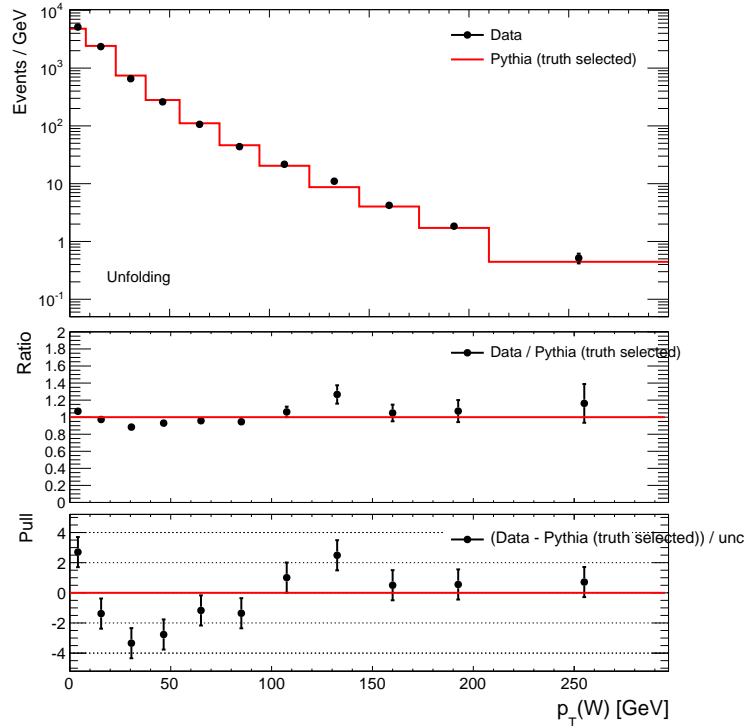 Events / GeV
10^4
10^3
10^2
10
1
10^-1
Data
Pythia (truth selected)
Unfolding
Ratio
2
1.8
1.6
1.4
1.2
1
0.8
0.6
0.4
0.2
0
Data / Pythia (truth selected)
Pull
4
2
0
-2
-4
(Data - Pythia (truth selected)) / unc
0 50 100 150 200 250
p_T(W) [GeV]